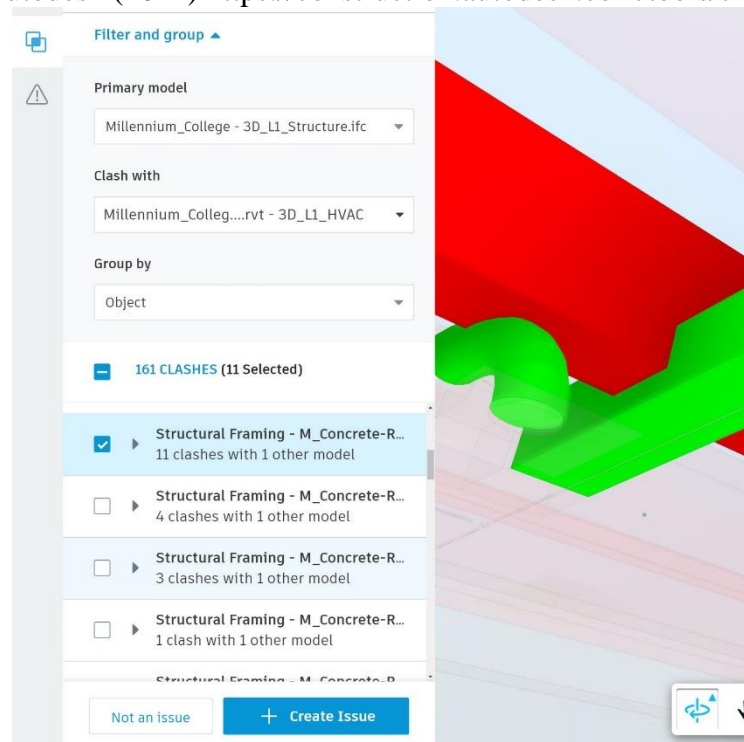 Filter and group
Primary model
Millennium_College - 3D_L1_Structure.ifc
Clash with
Millennium_Colleg....rvt - 3D_L1_HVAC
Group by
Object
161 CLASHES (11 Selected)
Structural Framing - M_Concrete-R...
11 clashes with 1 other model
Structural Framing - M_Concrete-R...
4 clashes with 1 other model
Structural Framing - M_Concrete-R...
3 clashes with 1 other model
Structural Framing - M_Concrete-R...
1 clash with 1 other model
Structural Framing - M_Concrete-R
Not an issue
+ Create Issue